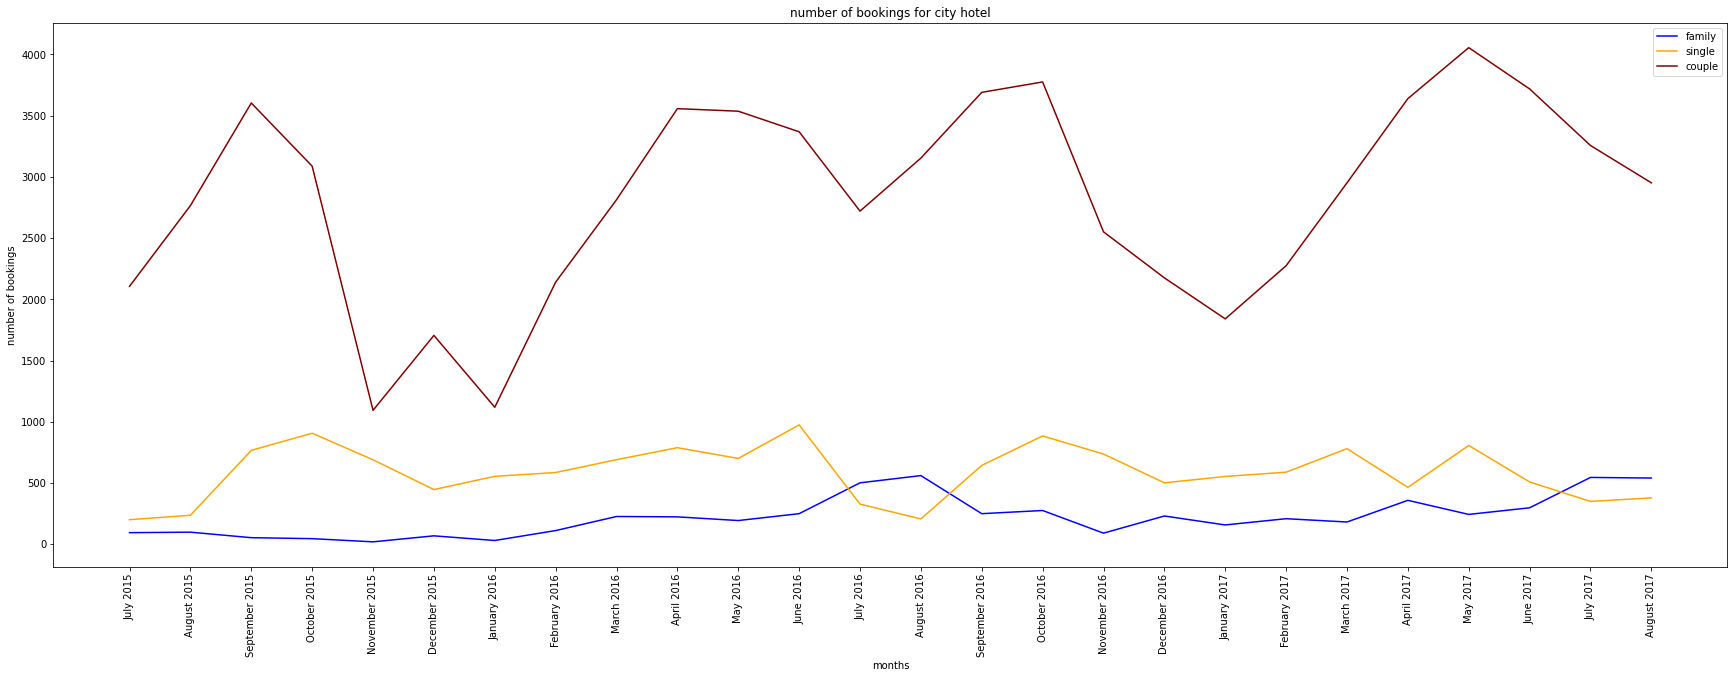 number of bookings for city hotel
family
single
couple
number of bookings
4000
3500
3000
2500
2000
1500
1000
500
0
July 2015
August 2015
September 2015
October 2015
November 2015
December 2015
January 2016
February 2016
March 2016
April 2016
May 2016
June 2016
July 2016
August 2016
September 2016
October 2016
November 2016
December 2016
January 2017
February 2017
March 2017
April 2017
May 2017
June 2017
July 2017
August 2017
months